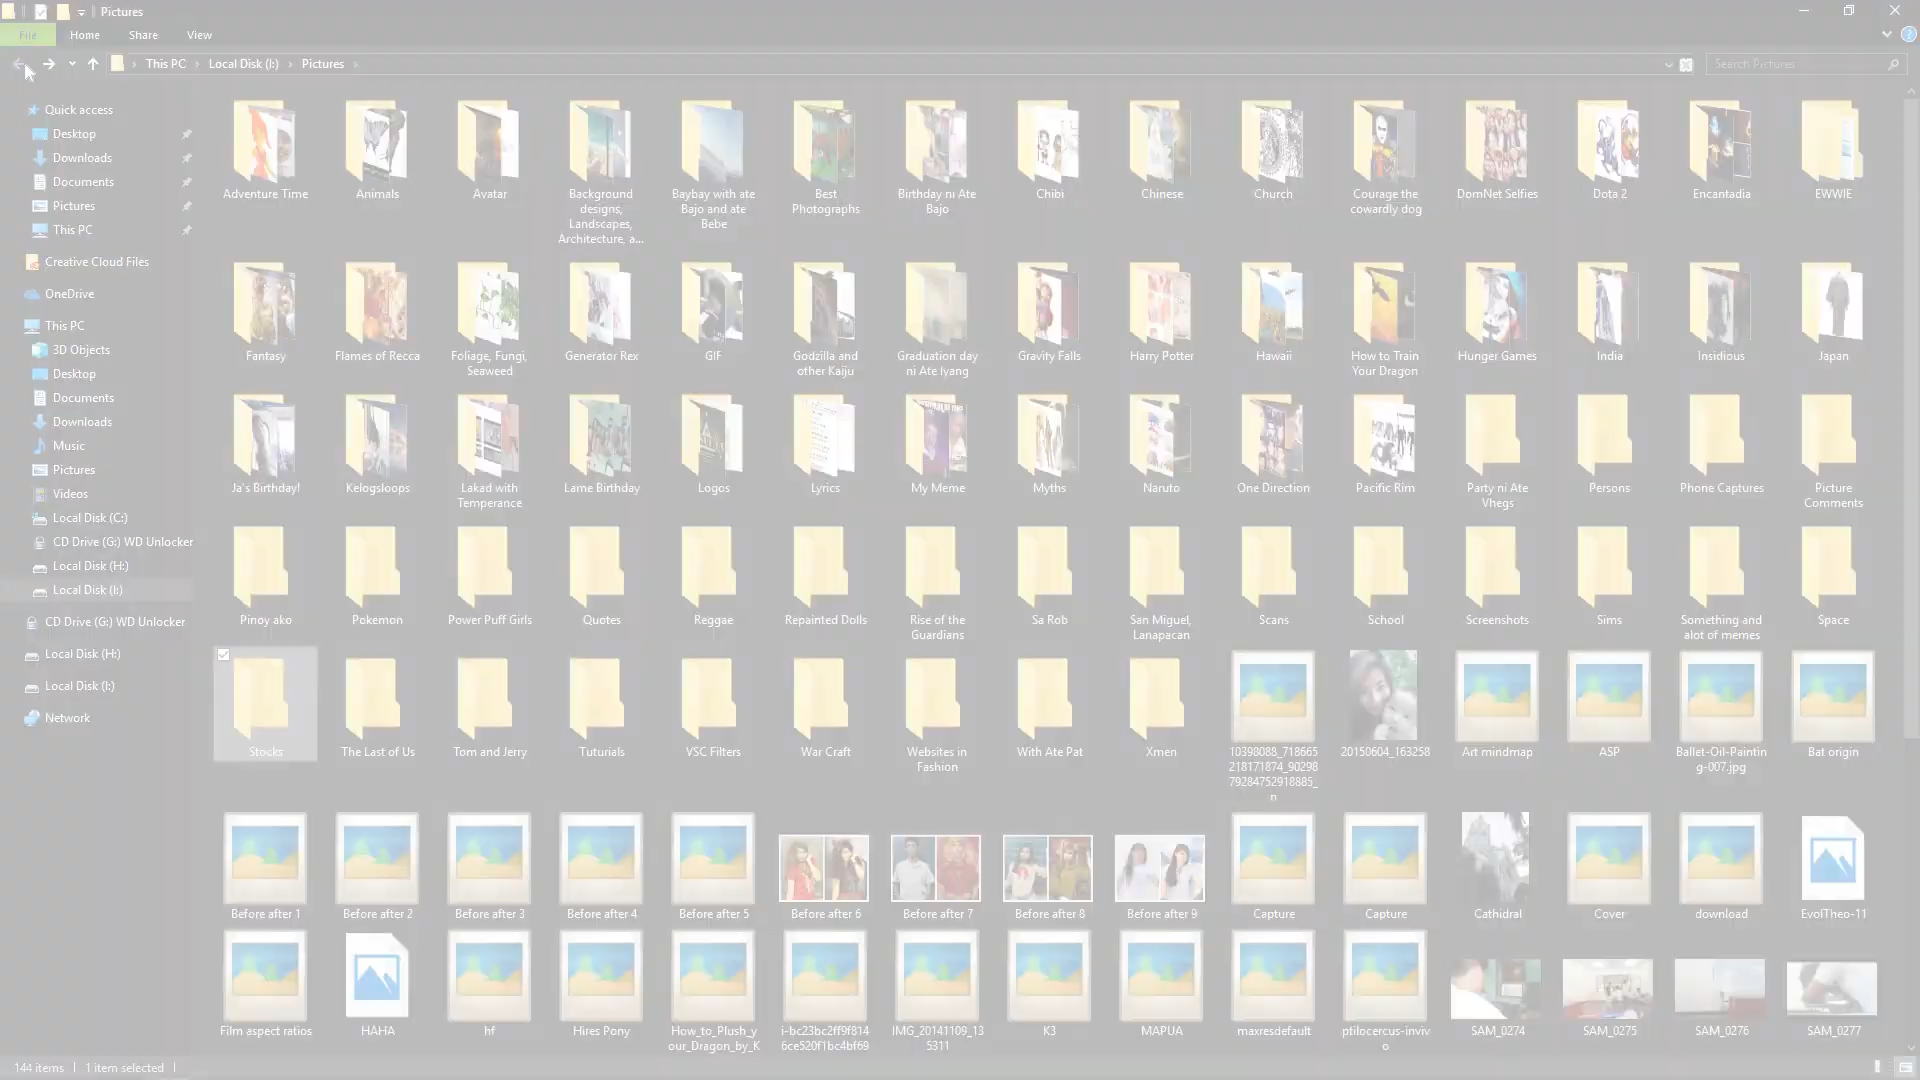 Pictures
File Home Share View
This PC Local Disk (I:) Pictures
Search Pictures
Quick access
Desktop
Downloads
Documents
Pictures
This PC
Creative Cloud Files
OneDrive
This PC
3D Objects
Desktop
Documents
Downloads
Music
Pictures
Videos
Local Disk (C:)
CD Drive (G:) WD Unlocker
Local Disk (H:)
Local Disk (I:)
CD Drive (G:) WD Unlocker
Local Disk (H:)
Local Disk (I:)
Network
Adventure Time
Animals
Avatar
Background
designs,
Landscapes,
Architecture, a...
Baybay with ate
Bajo and ate
Bebe
Best
Photographs
Birthday ni Ate
Bajo
Chibi
Chinese
Church
Courage the
cowardly dog
DomNet Selfies
Dota 2
Encantadia
EWWIE
Fantasy
Flames of Recca
Foliage, Fungi,
Seaweed
Generator Rex
GIF
Godzilla and
other Kaiju
Graduation day
ni Ate Iyang
Gravity Falls
Harry Potter
Hawaii
How to Train
Your Dragon
Hunger Games
India
Insidious
Japan
Ja's Birthday!
Kelogsloops
Lakad with
Temperance
Lame Birthday
Logos
Lyrics
My Meme
Myths
Naruto
One Direction
Pacific Rim
Party ni Ate
Vhegs
Persons
Phone Captures
Picture
Comments
Pinoy ako
Pokemon
Power Puff Girls
Quotes
Reggae
Repainted Dolls
Rise of the
Guardians
Sa Rob
San Miguel,
Lanapacan
Scans
School
Screenshots
Sims
Something and
alot of memes
Space
Stocks
The Last of Us
Tom and Jerry
Tuturials
VSC Filters
War Craft
Websites in
Fashion
With Ate Pat
Xmen
10398088_718665
218171874_90298
79284752918885_
n
20150604_163258
Art mindmap
ASP
Ballet-Oil-Paintin
g-007.jpg
Bat origin
Before after 1
Before after 2
Before after 3
Before after 4
Before after 5
Before after 6
Before after 7
Before after 8
Before after 9
Capture
Capture
Cathidral
Cover
download
EvolTheo-11
Film aspect ratios
HAHA
hf
Hires Pony
How_to_Plush_y
our_Dragon_by_K
i-bc23bc2ff9f814
6ce520f1bc4bf69
IMG_20141109_13
5311
K3
MAPUA
maxresdefault
ptilocercus-inviv
o
SAM_0274
SAM_0275
SAM_0276
SAM_0277
144 items 1 item selected